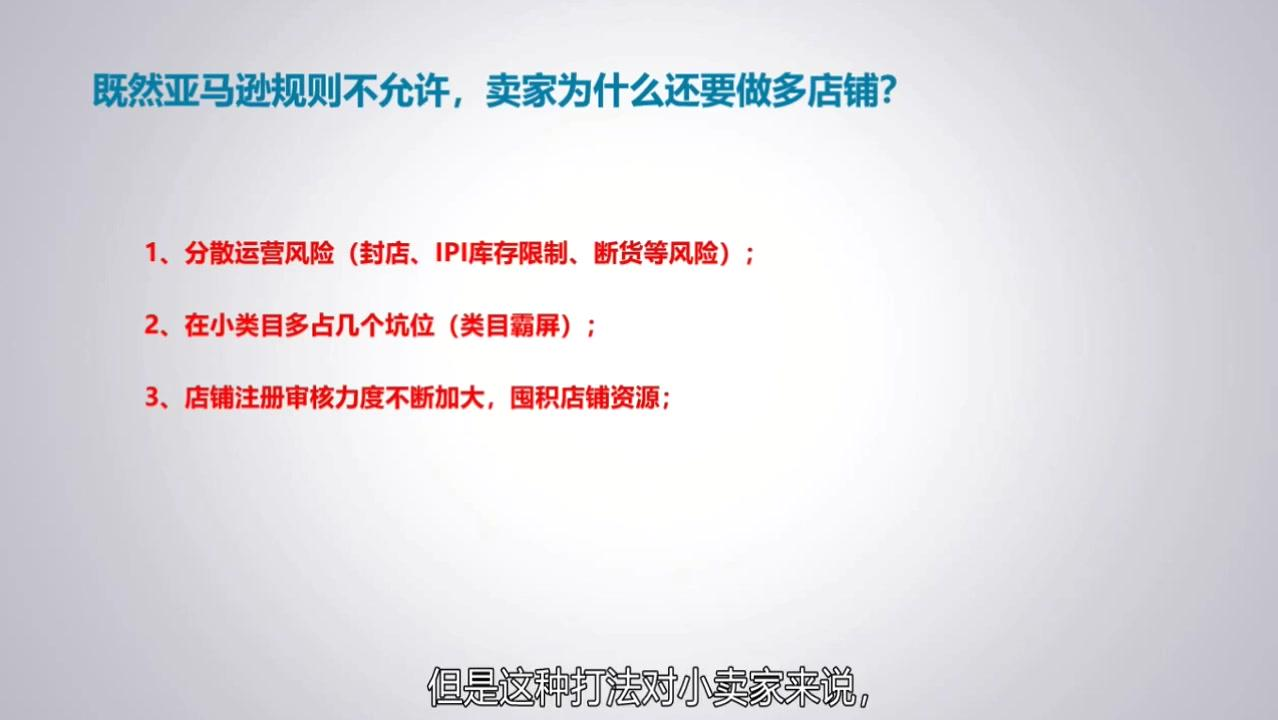 既然亚马逊规则不允许，卖家为什么还要做多店铺？
1、分散运营风险（封店、IPI库存限制、断货等风险）；
2、在小类目多占几个坑位（类目霸屏）；
3、店铺注册审核力度不断加大，囤积店铺资源；
但是这种打法对小卖家来说，